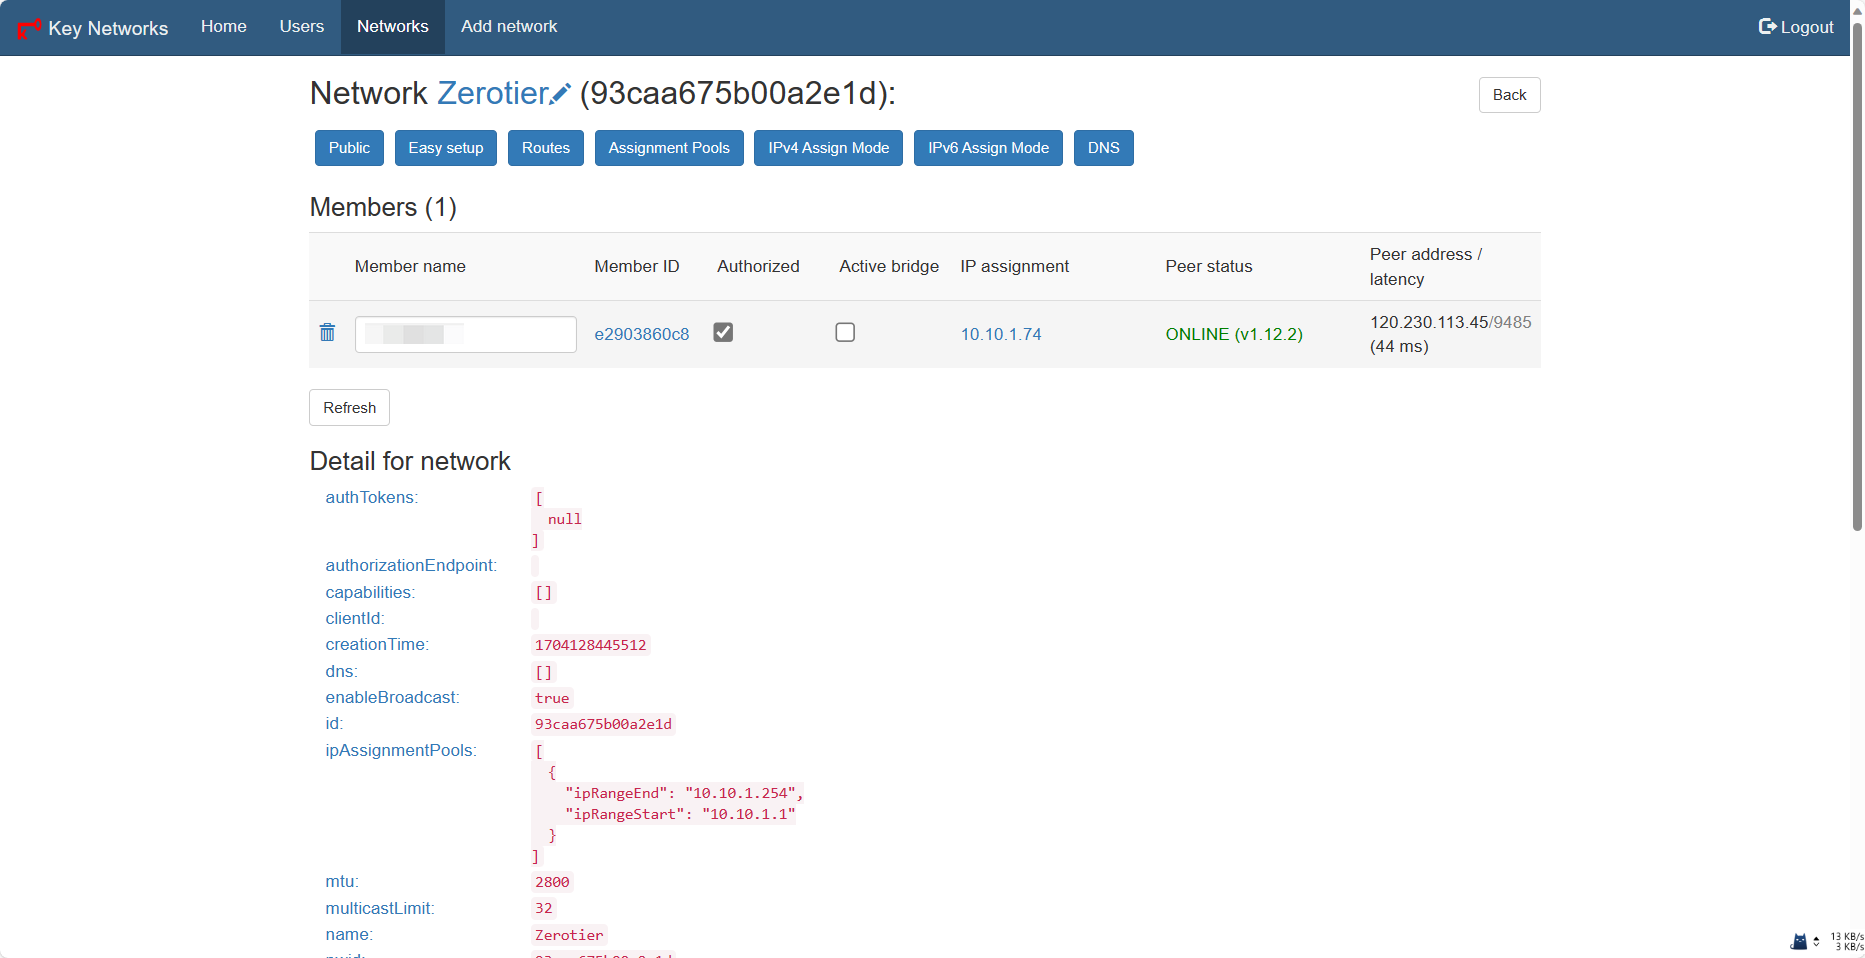 Key Networks Home Users Networks Add network Logout
Network Zerotier (93caa675b00a2e1d): Back
Public Easy setup Routes Assignment Pools IPv4 Assign Mode IPv6 Assign Mode DNS
Members (1)
Member name Member ID Authorized Active bridge IP assignment Peer status Peer address / latency
e2903860c8 10.10.1.74 ONLINE (v1.12.2) 120.230.113.45/9485 (44 ms)
Refresh
Detail for network
authTokens: [
null
]
authorizationEndpoint:
capabilities: []
clientId:
creationTime: 1704128445512
dns: []
enableBroadcast: true
id: 93caa675b00a2e1d
ipAssignmentPools: [
{
"ipRangeEnd": "10.10.1.254",
"ipRangeStart": "10.10.1.1"
}
]
mtu: 2800
multicastLimit: 32
name: Zerotier
13 KB/s
3 KB/s